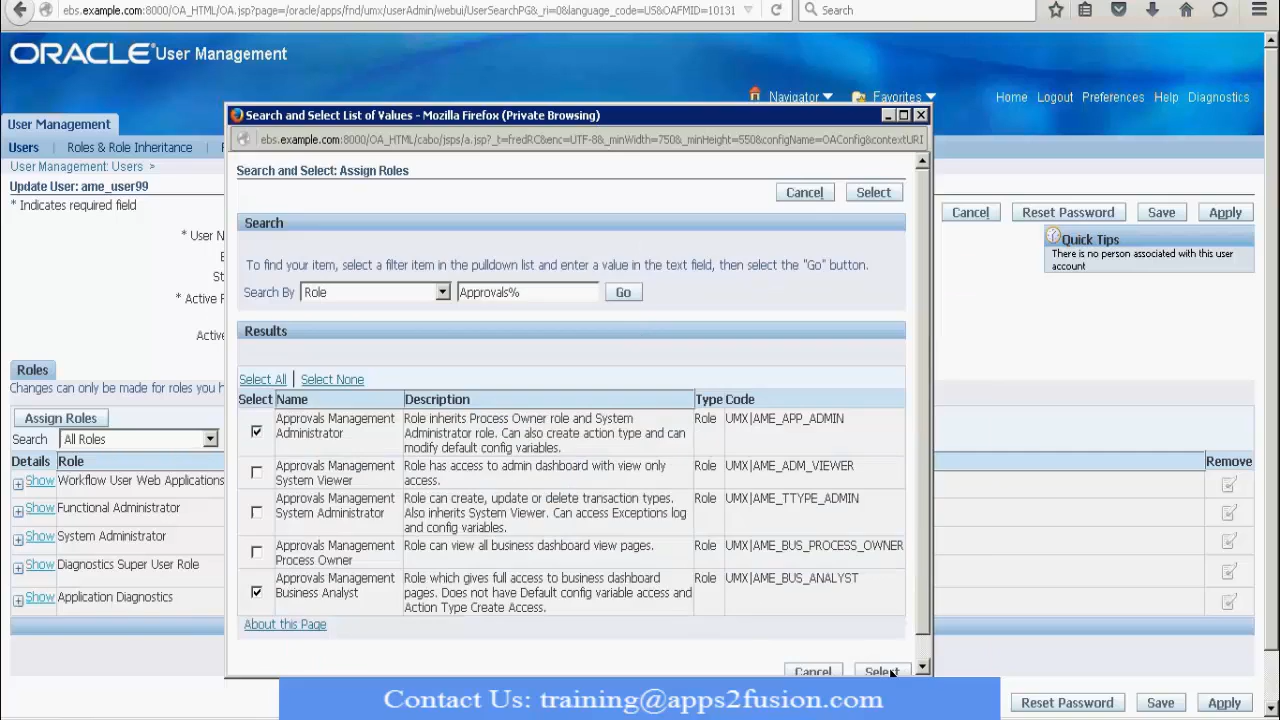 ebs.example.com:8000/OA_HTML/OA.jsp?page=/oracle/apps/fnd/umx/userAdmin/webui/UserSearchPG&_ri=0&language_code=US&OAFMID=10131
Search
ORACLE User Management
Navigator Favorites Home Logout Preferences Help Diagnostics
User Management
Users Roles & Role Inheritance
User Management: Users >
Update User: ame_user99
* Indicates required field
Cancel Reset Password Save Apply
* User N
Quick Tips
There is no person associated with this user
account
* Active F
Active
Roles
Changes can only be made for roles you h
Assign Roles
Search All Roles
Details Role Remove
Show Workflow User Web Applications
Show Functional Administrator
Show System Administrator
Show Diagnostics Super User Role
Show Application Diagnostics
Search and Select List of Values - Mozilla Firefox (Private Browsing)
ebs.example.com:8000/OA_HTML/cabo/jsps/a.jsp?_t=fredRC&enc=UTF-8&_minWidth=750&_minHeight=550&configName=OAConfig&contextURI
Search and Select: Assign Roles
Cancel Select
Search
To find your item, select a filter item in the pulldown list and enter a value in the text field, then select the "Go" button.
Search By Role Approvals% Go
Results
Select All | Select None
Select Name Description Type Code
Approvals Management Administrator Role inherits Process Owner role and System Administrator role. Can also create action type and can modify default config variables. Role UMX|AME_APP_ADMIN
Approvals Management System Viewer Role has access to admin dashboard with view only access. Role UMX|AME_ADM_VIEWER
Approvals Management System Administrator Role can create, update or delete transaction types. Also inherits System Viewer. Can access Exceptions log and config variables. Role UMX|AME_TTYPE_ADMIN
Approvals Management Process Owner Role can view all business dashboard view pages. Role UMX|AME_BUS_PROCESS_OWNER
Approvals Management Business Analyst Role which gives full access to business dashboard pages. Does not have Default config variable access and Action Type Create Access. Role UMX|AME_BUS_ANALYST
About this Page
Cancel Select
Reset Password Save Apply
Contact Us: training@apps2fusion.com